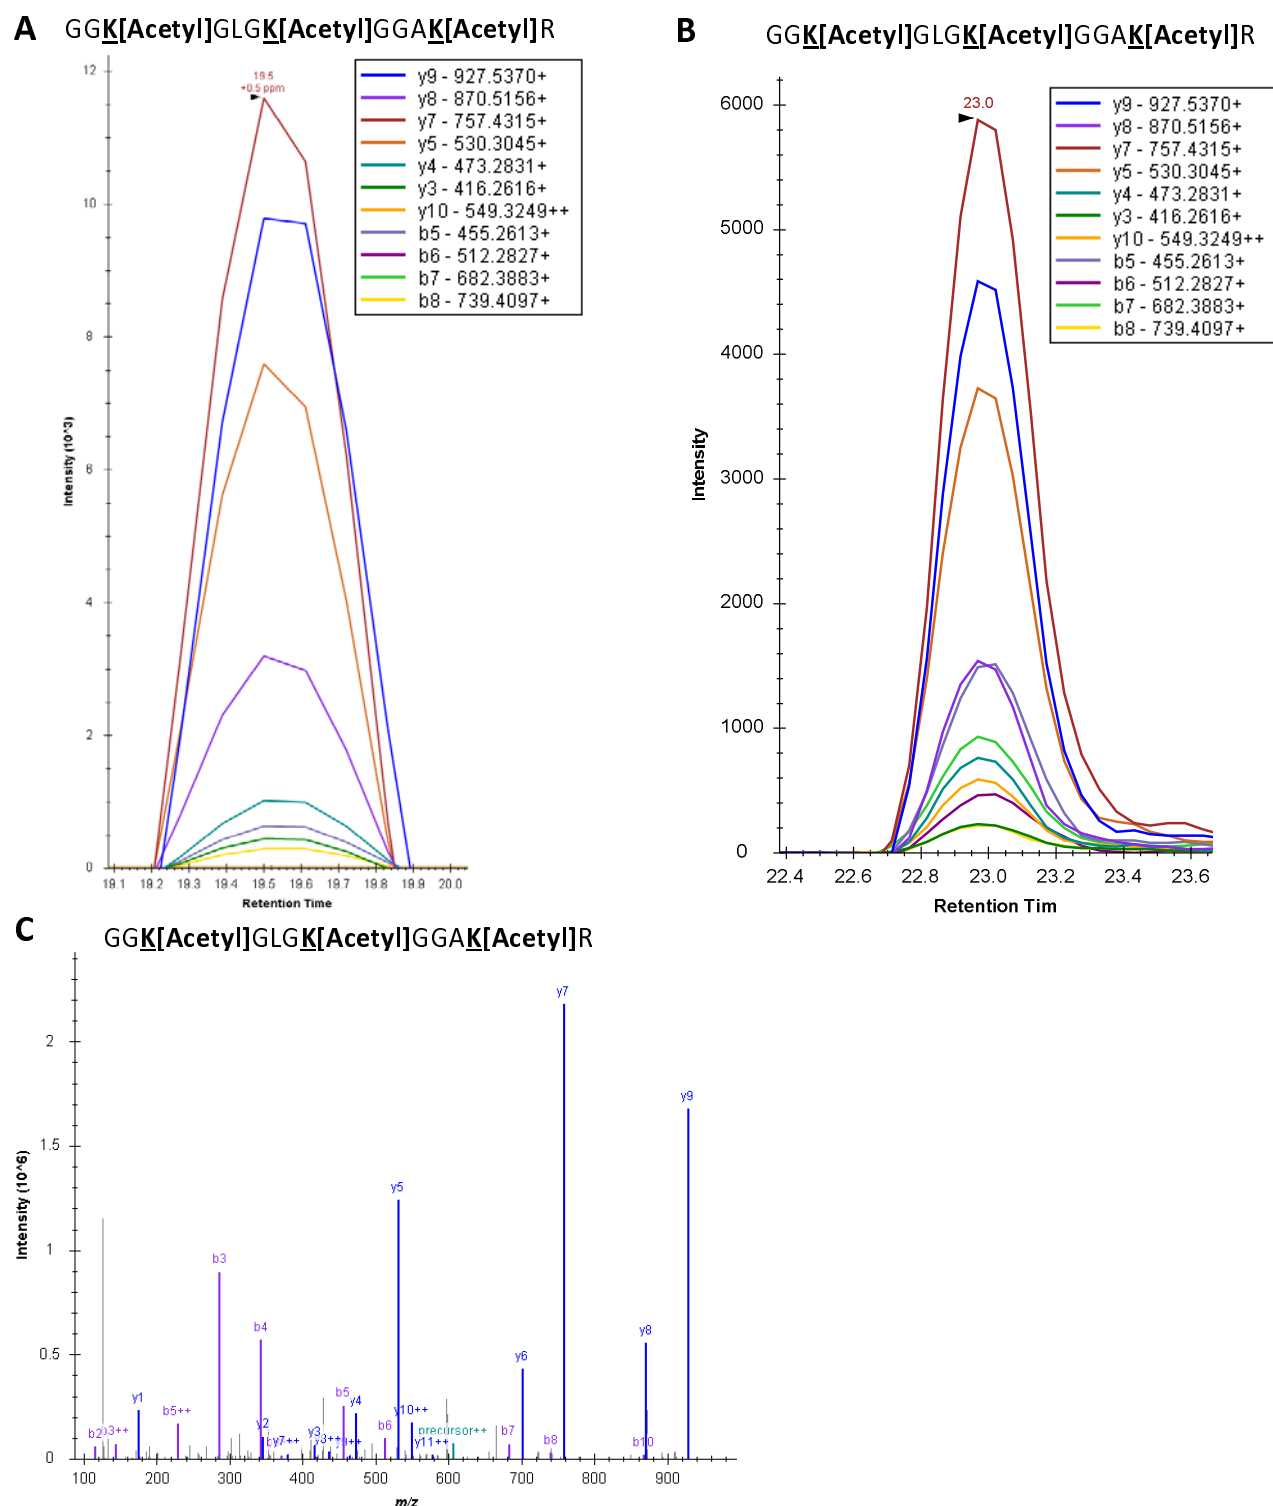 A GGK[Acetyl]GLGK[Acetyl]GGAK[Acetyl]R
12
10
8
6
4
2
0
Intensity (10^3)
19.5
+0.5 ppm
y9 - 927.5370+
y8 - 870.5156+
y7 - 757.4315+
y5 - 530.3045+
y4 - 473.2831+
y3 - 416.2616+
y10 - 549.3249++
b5 - 455.2613+
b6 - 512.2827+
b7 - 682.3883+
b8 - 739.4097+
19.1 19.2 19.3 19.4 19.5 19.6 19.7 19.8 19.9 20.0
Retention Time
B GGK[Acetyl]GLGK[Acetyl]GGAK[Acetyl]R
6000
5000
4000
3000
2000
1000
0
Intensity
23.0
y9 - 927.5370+
y8 - 870.5156+
y7 - 757.4315+
y5 - 530.3045+
y4 - 473.2831+
y3 - 416.2616+
y10 - 549.3249++
b5 - 455.2613+
b6 - 512.2827+
b7 - 682.3883+
b8 - 739.4097+
22.4 22.6 22.8 23.0 23.2 23.4 23.6
Retention Tim
C GGK[Acetyl]GLGK[Acetyl]GGAK[Acetyl]R
2
1.5
1
0.5
0
Intensity (10^6)
y7
y9
y5
b3
b4
y8
y6
y1
b5
y4
b5++
y10++
b6
y2
y3
precursor++
b7
b2
b3++
y7++
y11++
b8
b10
100 200 300 400 500 600 700 800 900
m/z